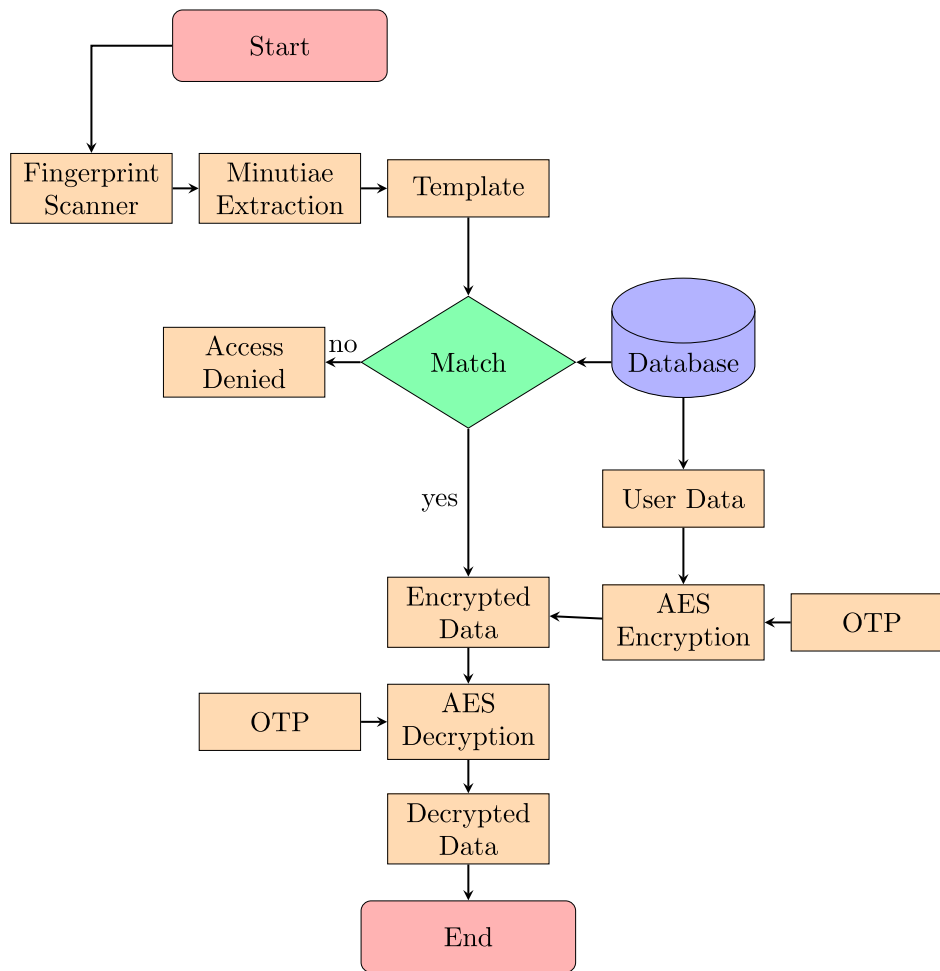 Start
Fingerprint
Scanner
Minutiae
Extraction
Template
Access
Denied
no
Match
Database
yes
User Data
Encrypted
Data
AES
Encryption
OTP
OTP
AES
Decryption
Decrypted
Data
End